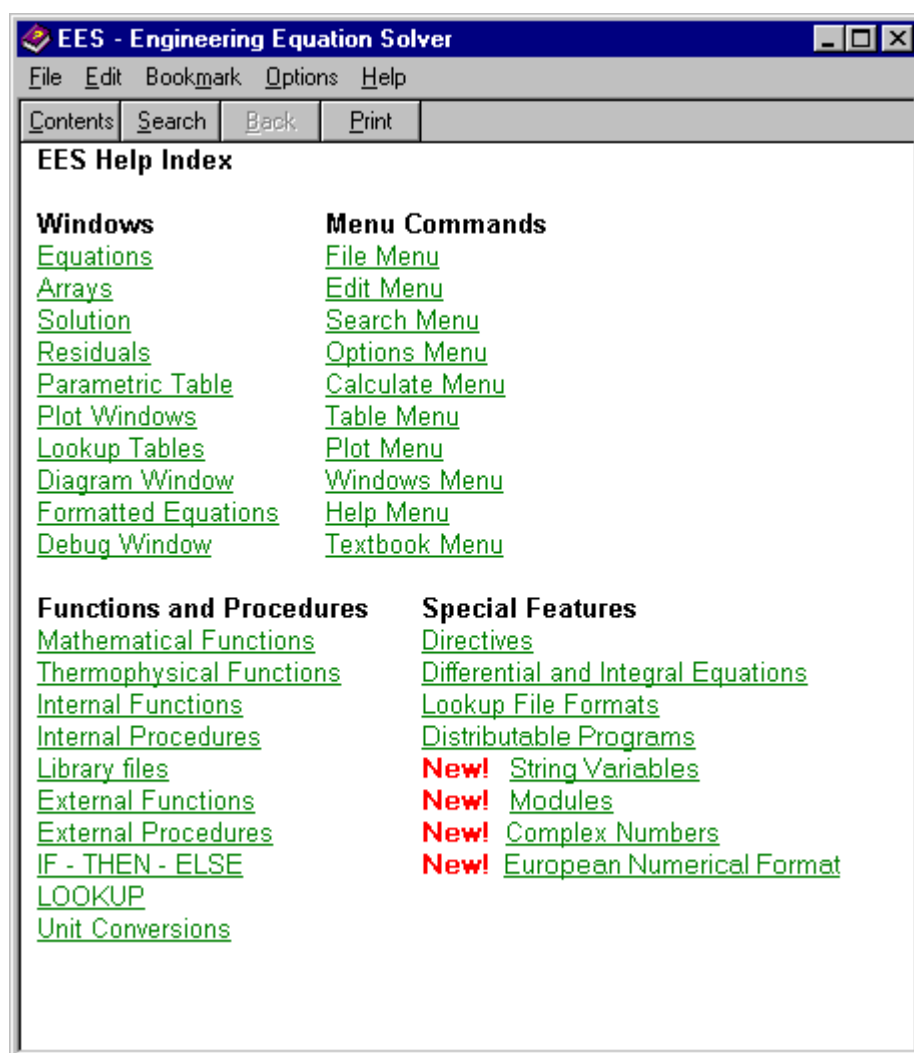 EES - Engineering Equation Solver
File Edit Bookmark Options Help
Contents Search Back Print
EES Help Index
Windows
Equations
Arrays
Solution
Residuals
Parametric Table
Plot Windows
Lookup Tables
Diagram Window
Formatted Equations
Debug Window
Menu Commands
File Menu
Edit Menu
Search Menu
Options Menu
Calculate Menu
Table Menu
Plot Menu
Windows Menu
Help Menu
Textbook Menu
Functions and Procedures
Mathematical Functions
Thermophysical Functions
Internal Functions
Internal Procedures
Library files
External Functions
External Procedures
IF - THEN - ELSE
LOOKUP
Unit Conversions
Special Features
Directives
Differential and Integral Equations
Lookup File Formats
Distributable Programs
New! String Variables
New! Modules
New! Complex Numbers
New! European Numerical Format